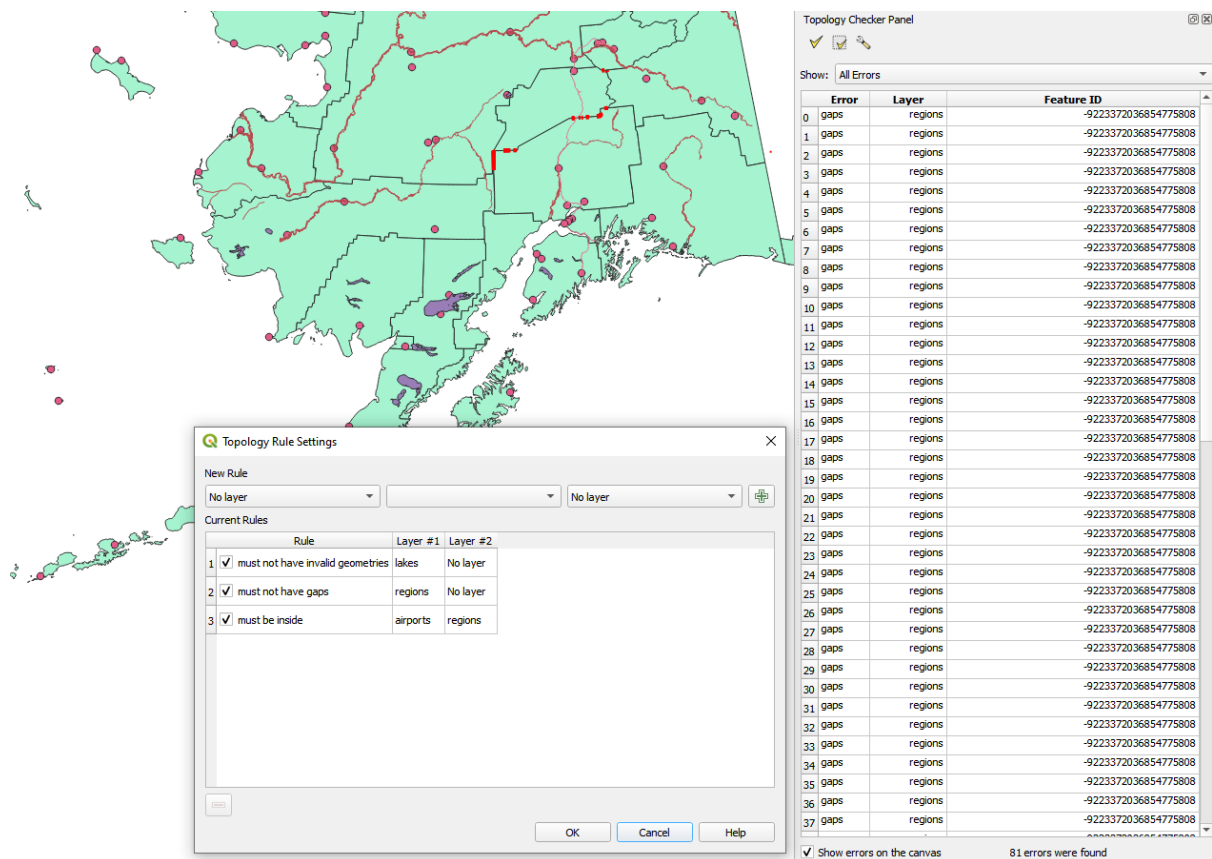 Topology Checker Panel
Show: All Errors
Error Layer Feature ID
0 gaps regions -9223372036854775808
1 gaps regions -9223372036854775808
2 gaps regions -9223372036854775808
3 gaps regions -9223372036854775808
4 gaps regions -9223372036854775808
5 gaps regions -9223372036854775808
6 gaps regions -9223372036854775808
7 gaps regions -9223372036854775808
8 gaps regions -9223372036854775808
9 gaps regions -9223372036854775808
10 gaps regions -9223372036854775808
11 gaps regions -9223372036854775808
12 gaps regions -9223372036854775808
13 gaps regions -9223372036854775808
14 gaps regions -9223372036854775808
15 gaps regions -9223372036854775808
16 gaps regions -9223372036854775808
17 gaps regions -9223372036854775808
18 gaps regions -9223372036854775808
19 gaps regions -9223372036854775808
20 gaps regions -9223372036854775808
21 gaps regions -9223372036854775808
22 gaps regions -9223372036854775808
23 gaps regions -9223372036854775808
24 gaps regions -9223372036854775808
25 gaps regions -9223372036854775808
26 gaps regions -9223372036854775808
27 gaps regions -9223372036854775808
28 gaps regions -9223372036854775808
29 gaps regions -9223372036854775808
30 gaps regions -9223372036854775808
31 gaps regions -9223372036854775808
32 gaps regions -9223372036854775808
33 gaps regions -9223372036854775808
34 gaps regions -9223372036854775808
35 gaps regions -9223372036854775808
36 gaps regions -9223372036854775808
37 gaps regions -9223372036854775808
Show errors on the canvas 81 errors were found
Topology Rule Settings
New Rule
No layer No layer
Current Rules
Rule Layer #1 Layer #2
1 must not have invalid geometries lakes No layer
2 must not have gaps regions No layer
3 must be inside airports regions
OK Cancel Help